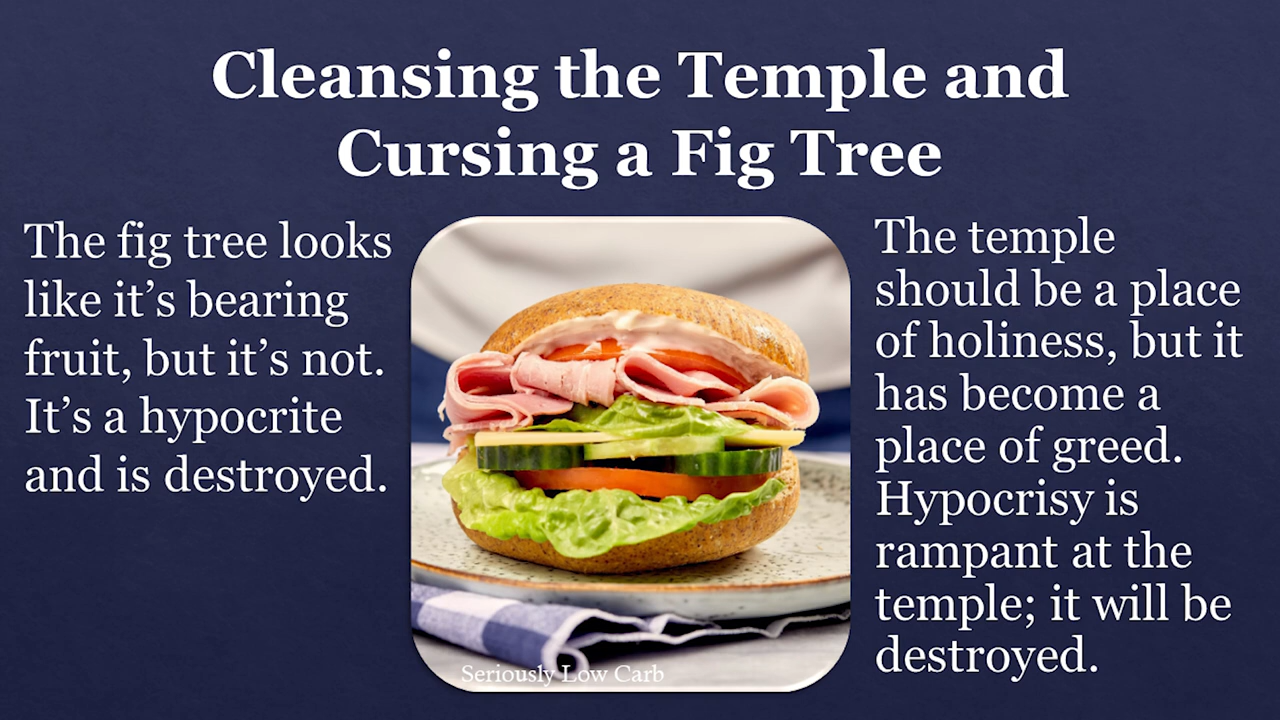 Cleansing the Temple and
Cursing a Fig Tree
The fig tree looks
like it’s bearing
fruit, but it’s not.
It’s a hypocrite
and is destroyed.
The temple
should be a place
of holiness, but it
has become a
place of greed.
Hypocrisy is
rampant at the
temple; it will be
destroyed.
Seriously Low Carb